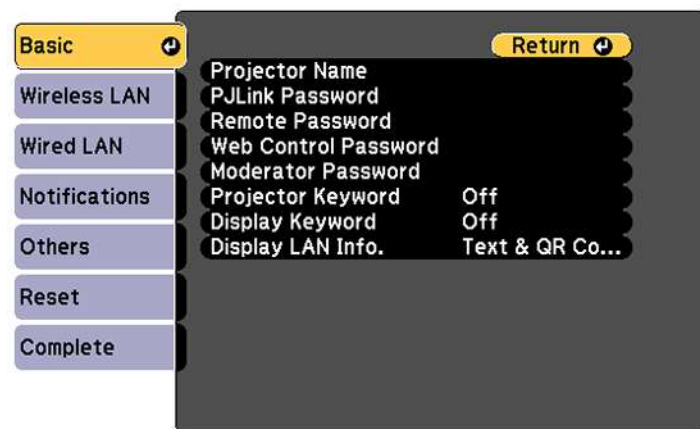 Basic
Wireless LAN
Wired LAN
Notifications
Others
Reset
Complete
Return
Projector Name
PJLink Password
Remote Password
Web Control Password
Moderator Password
Projector Keyword Off
Display Keyword Off
Display LAN Info. Text & QR Co...